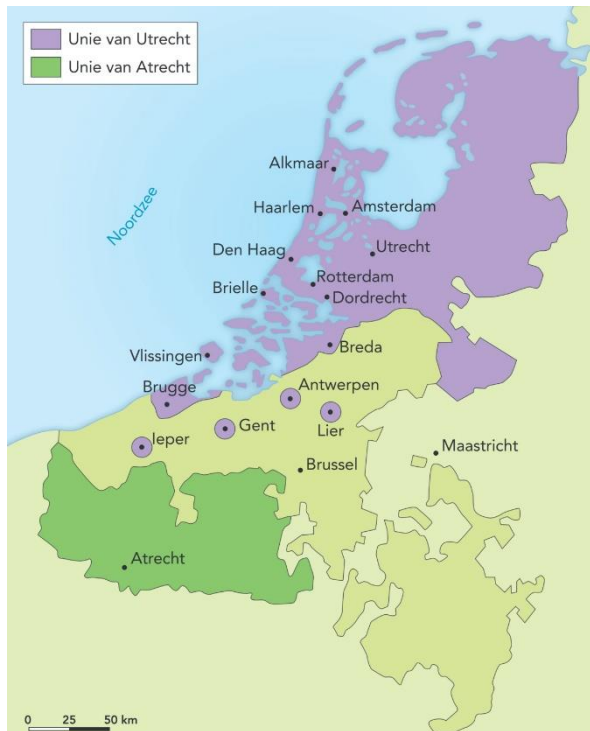 Unie van Utrecht
Unie van Atrecht
Noordzee
Alkmaar
Haarlem
Amsterdam
Den Haag
Utrecht
Brielle
Rotterdam
Dordrecht
Vlissingen
Breda
Brugge
Antwerpen
Ieper
Gent
Lier
Brussel
Maastricht
Atrecht
0 25 50 km